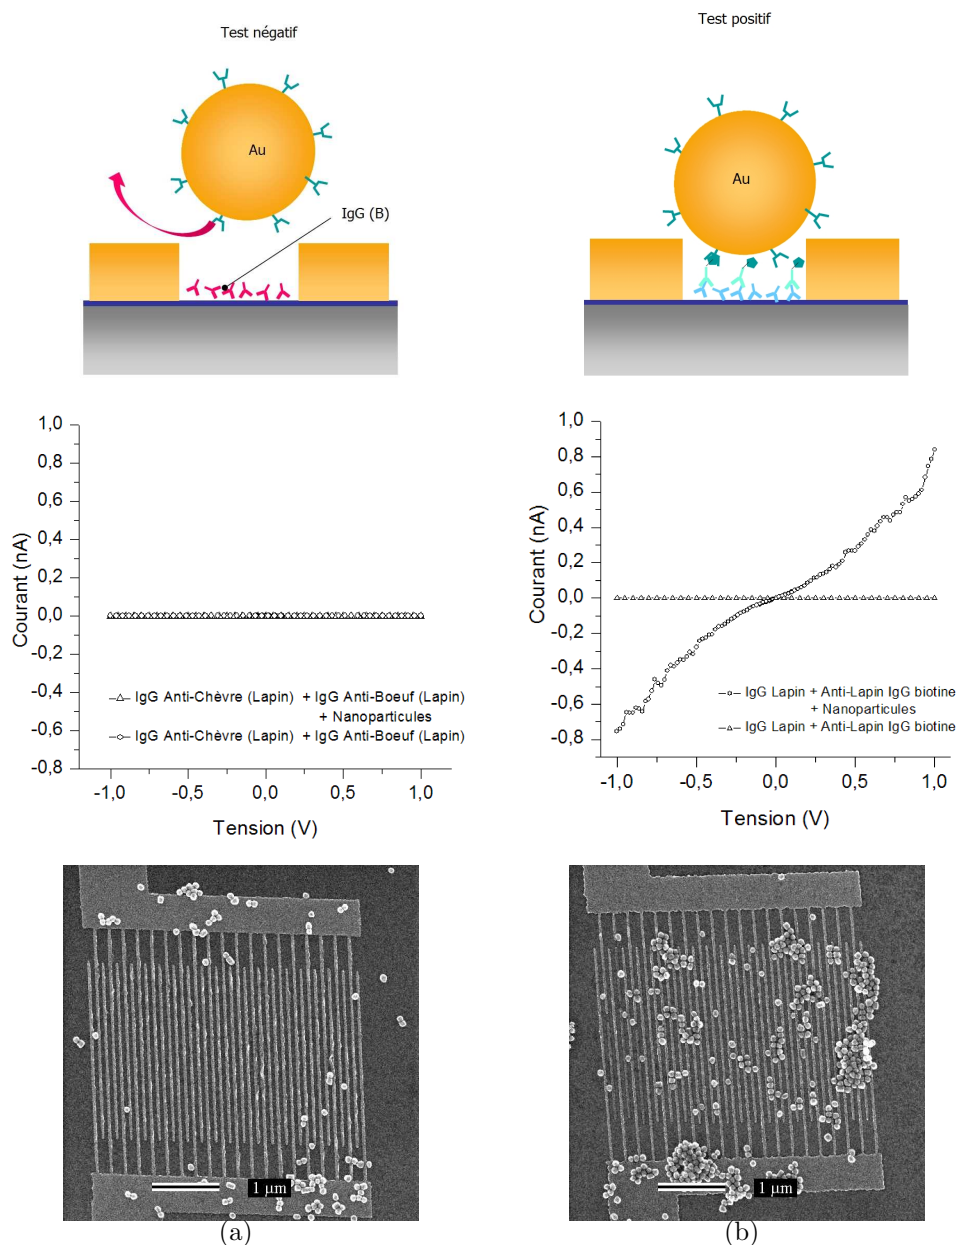 Test négatif
Au
IgG (B)
Test positif
Au
1,0
0,8
0,6
0,4
0,2
0,0
-0,2
-0,4
-0,6
-0,8
Courant (nA)
IgG Anti-Chèvre (Lapin) + IgG Anti-Boeuf (Lapin)
+ Nanoparticules
IgG Anti-Chèvre (Lapin) + IgG Anti-Boeuf (Lapin)
-1,0 -0,5 0,0 0,5 1,0
Tension (V)
1,0
0,8
0,6
0,4
0,2
0,0
-0,2
-0,4
-0,6
-0,8
Courant (nA)
IgG Lapin + Anti-Lapin IgG biotine
+ Nanoparticules
IgG Lapin + Anti-Lapin IgG biotine
-1,0 -0,5 0,0 0,5 1,0
Tension (V)
1 µm
1 µm
(a)
(b)